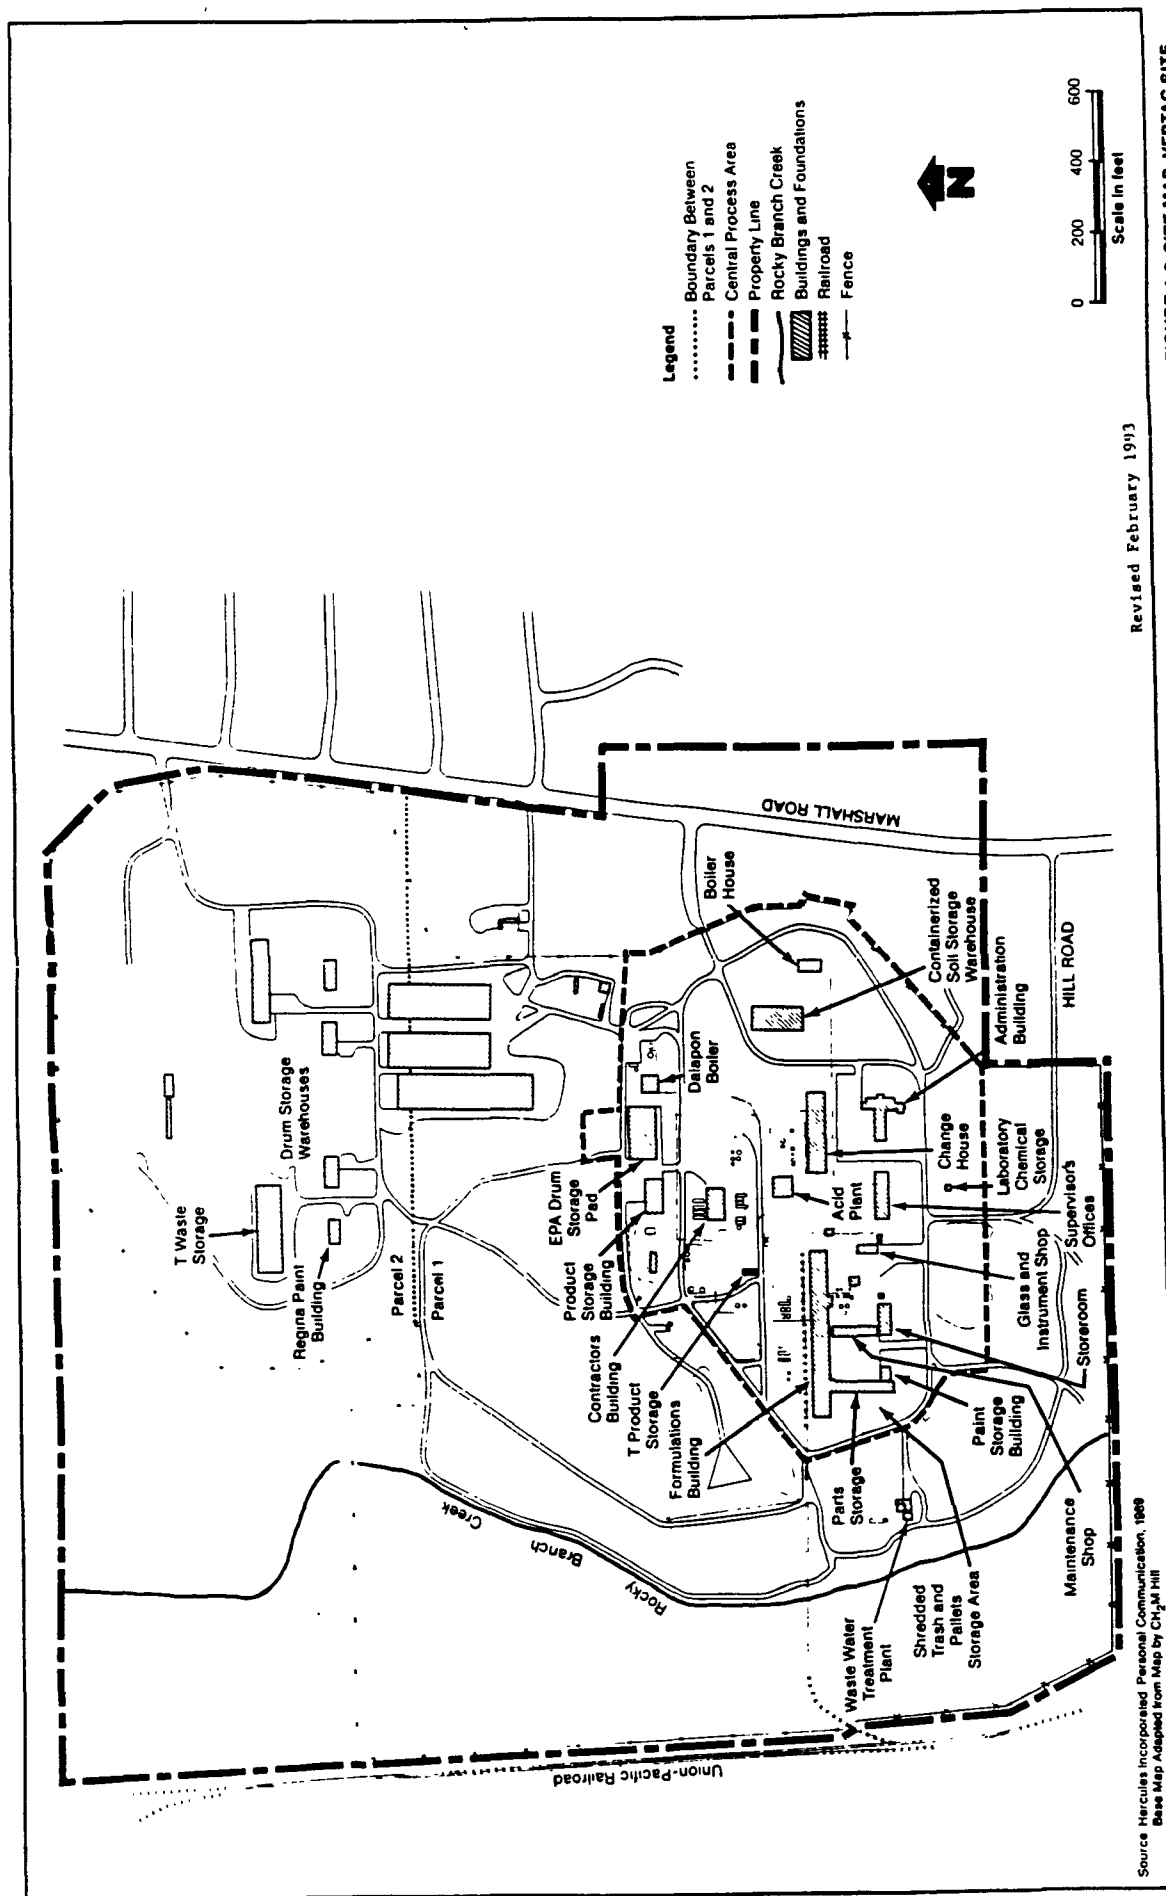 T Waste
Storage
Regina Paint
Building
Drum Storage
Warehouses
Parcel 2
Parcel 1
EPA Drum
Storage
Pad
Product
Storage
Building
Contractors
Building
T Product
Storage
Formulations
Building
Dalapon
Boiler
Boiler
House
Containerized
Soil Storage
Warehouse
Administration
Building
MARSHALL ROAD
HILL ROAD
Acid
Plant
Change
House
Laboratory
Chemical
Storage
Supervisor's
Offices
Glass and
Instrument Shop
Storeroom
Paint
Storage
Building
Parts
Storage
Maintenance
Shop
Shredded
Trash and
Pallets
Storage Area
Waste Water
Treatment
Plant
Rocky Branch Creek
Union-Pacific Railroad
Legend
Boundary Between
Parcels 1 and 2
Central Process Area
Property Line
Rocky Branch Creek
Buildings and Foundations
Railroad
Fence
N
0 200 400 600
Scale in feet
Revised February 1993
Source Hercules Incorporated Personal Communication, 1989
Base Map Adapted from Map by CH2M Hill